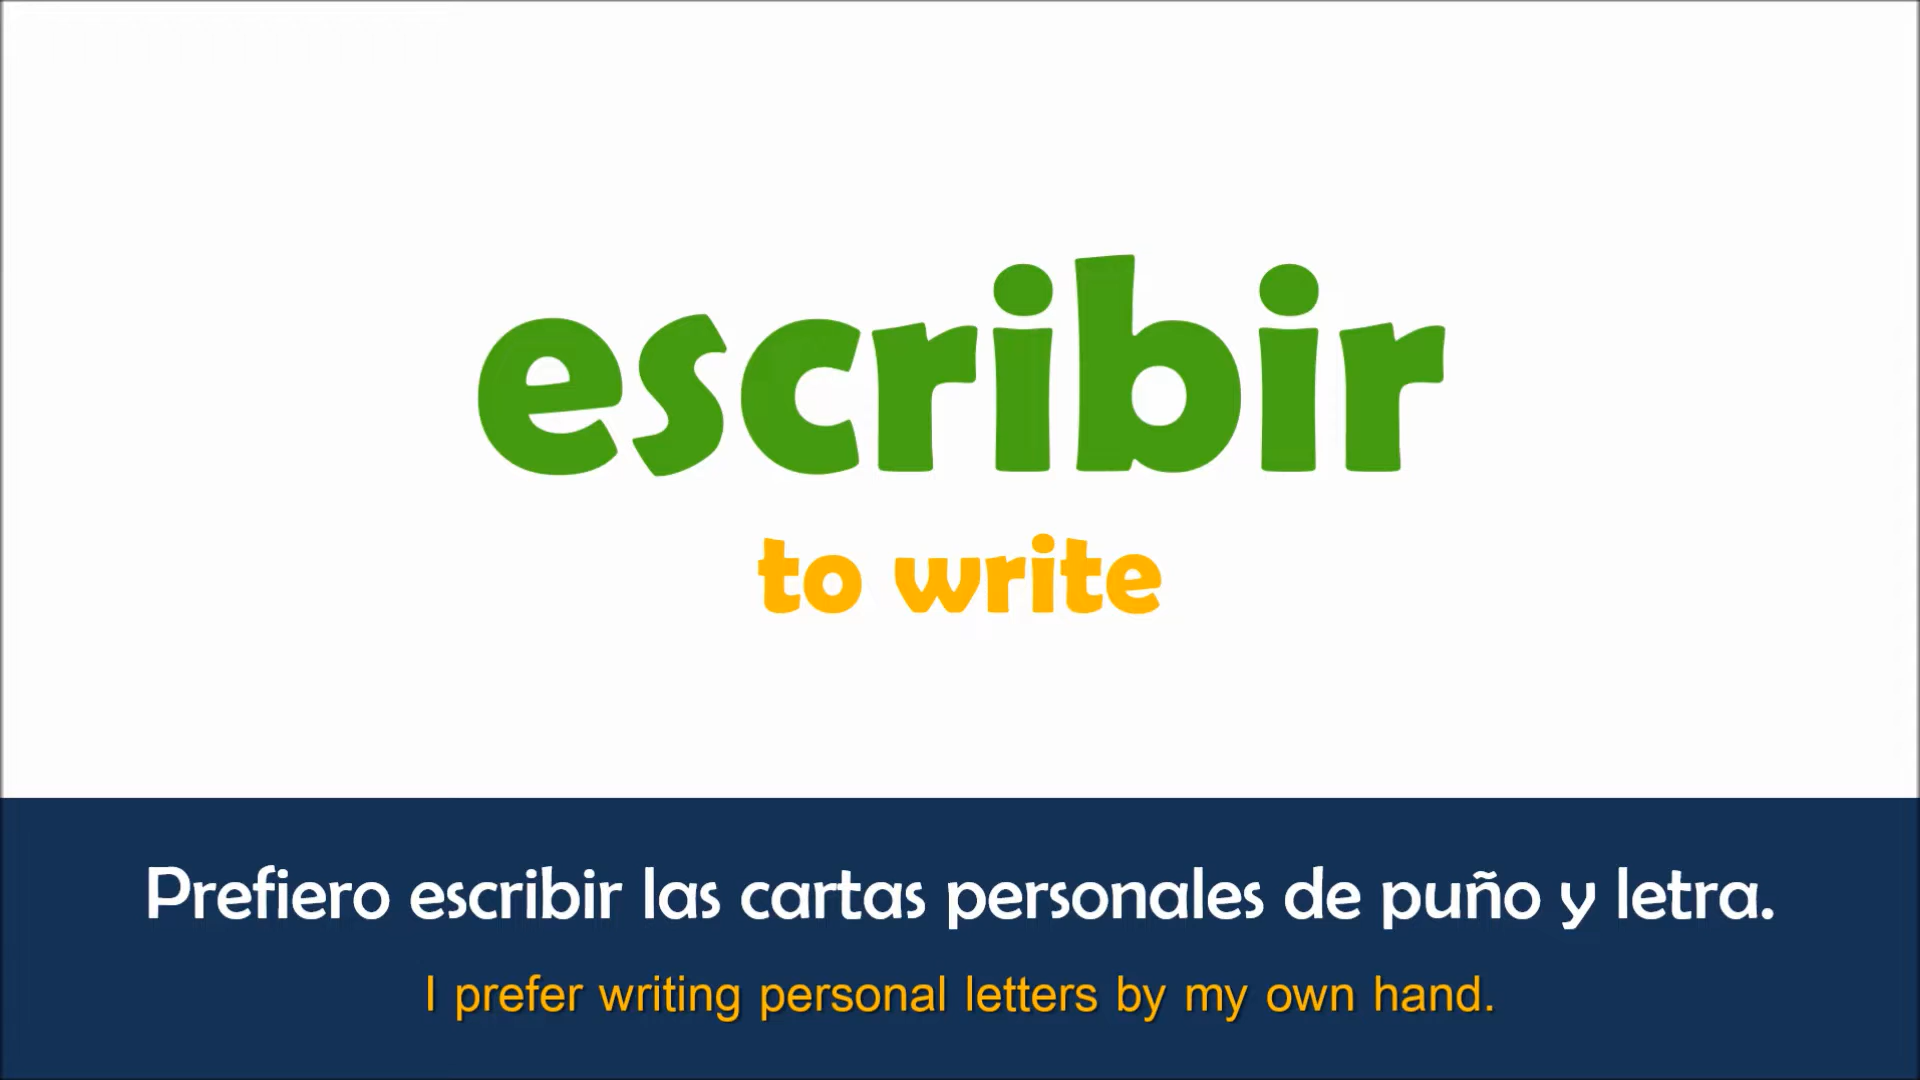 escribir
to write
Prefiero escribir las cartas personales de puño y letra.
I prefer writing personal letters by my own hand.